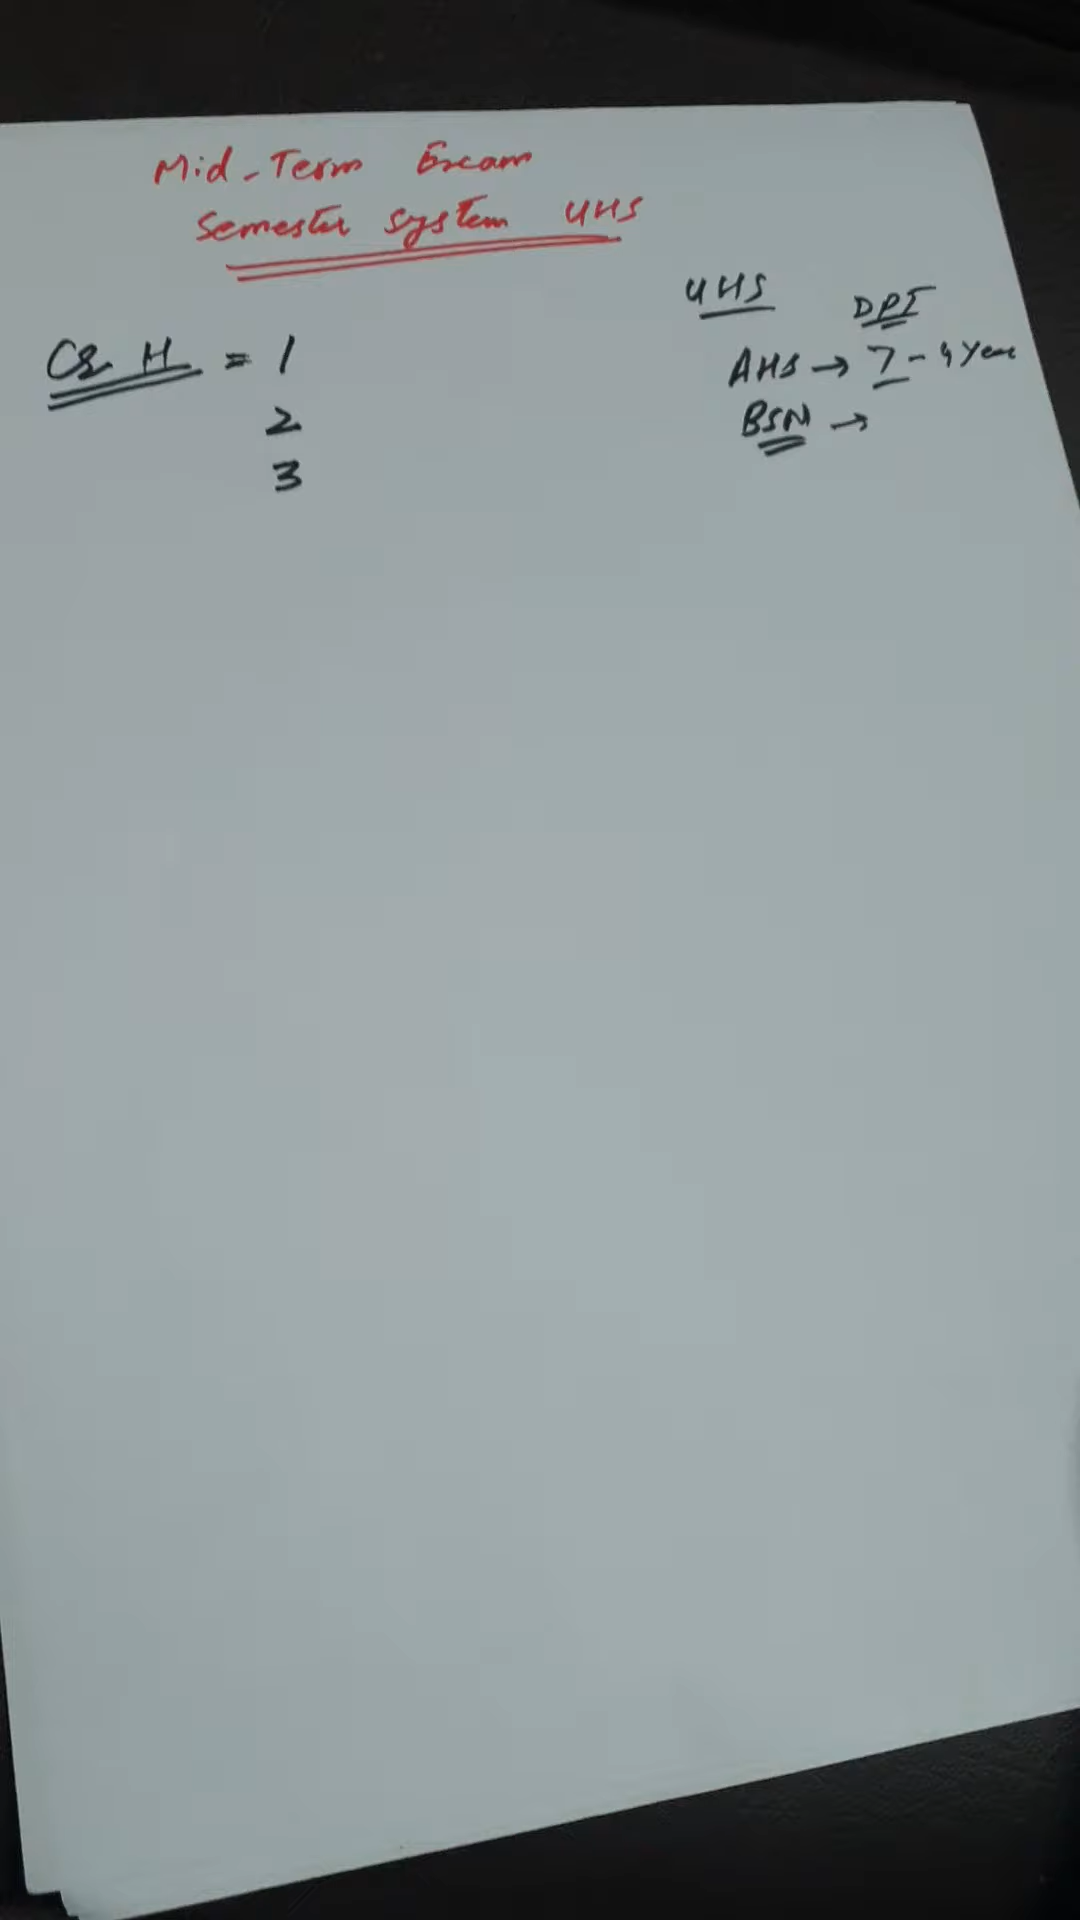 Mid-Term Exam
Semester system UHS
Cr H = 1
2
3
UHS DPT
AHS → 7 - 4 Year
BSN →